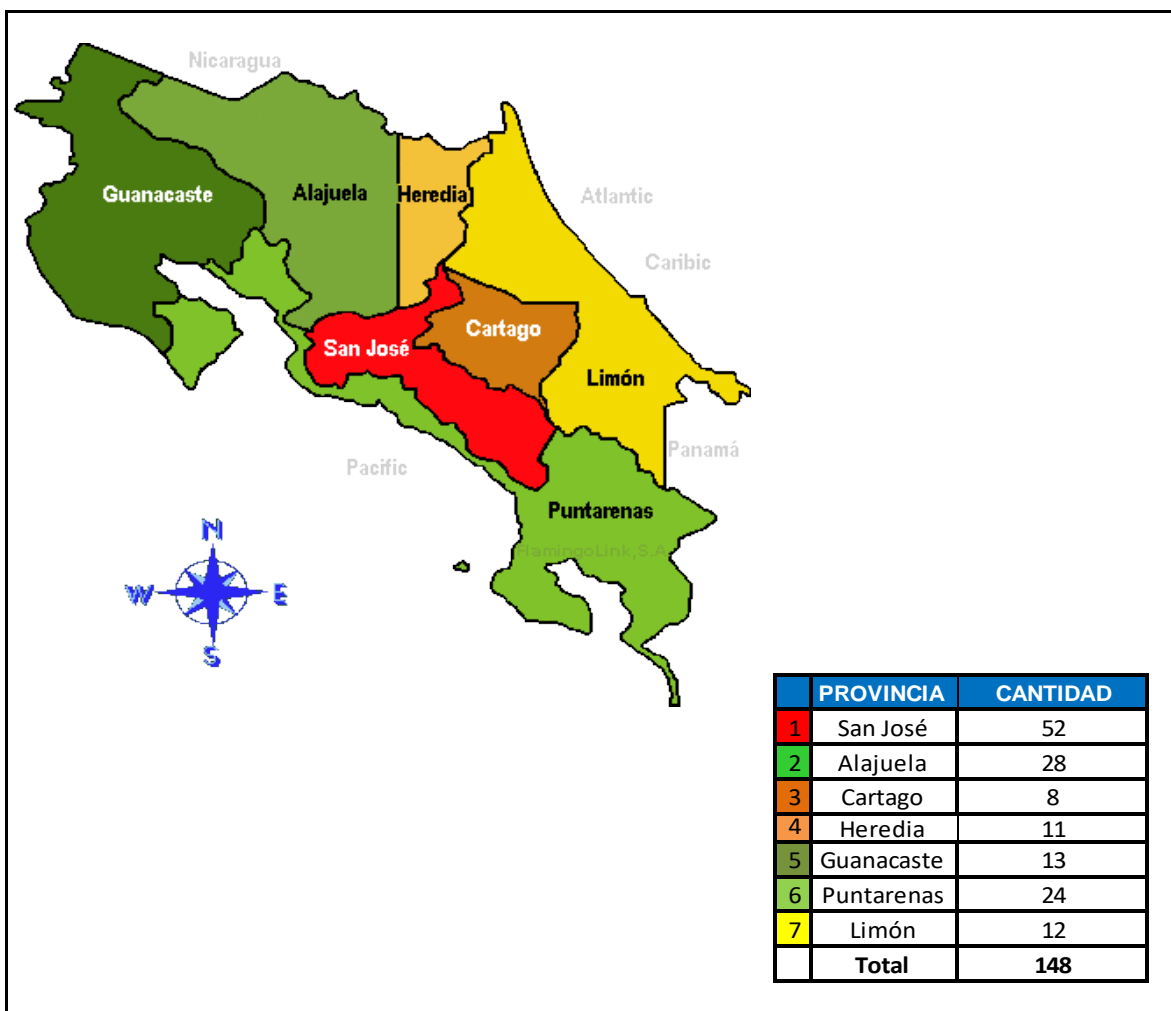 Nicaragua
Guanacaste
Alajuela
Heredia
Atlantic
Caribic
San José
Cartago
Limón
Pacific
Panamá
Puntarenas
FlamingoLink,S.A
N
W E
S
PROVINCIA CANTIDAD
1 San José 52
2 Alajuela 28
3 Cartago 8
4 Heredia 11
5 Guanacaste 13
6 Puntarenas 24
7 Limón 12
Total 148